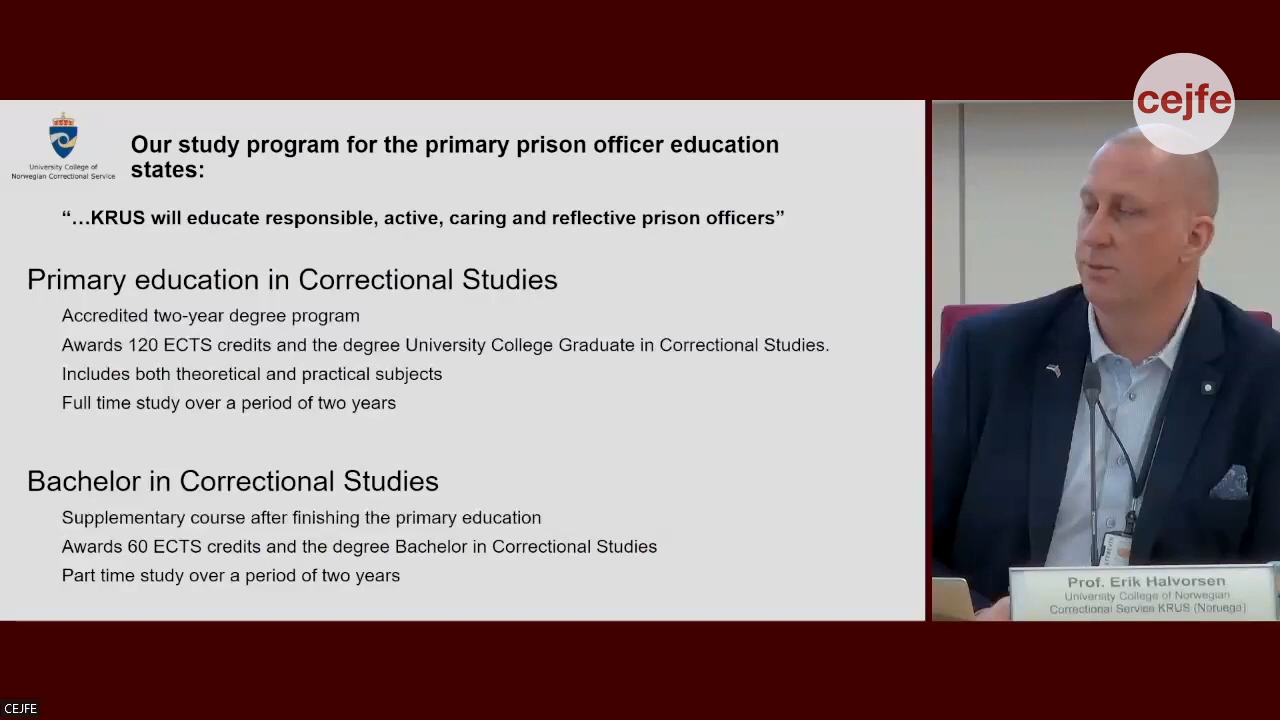 cejfe
University College of
Norwegian Correctional Service
Our study program for the primary prison officer education
states:
“…KRUS will educate responsible, active, caring and reflective prison officers”
Primary education in Correctional Studies
Accredited two-year degree program
Awards 120 ECTS credits and the degree University College Graduate in Correctional Studies.
Includes both theoretical and practical subjects
Full time study over a period of two years
Bachelor in Correctional Studies
Supplementary course after finishing the primary education
Awards 60 ECTS credits and the degree Bachelor in Correctional Studies
Part time study over a period of two years
Prof. Erik Halvorsen
University College of Norwegian
Correctional Service KRUS (Noruega)
CEJFE